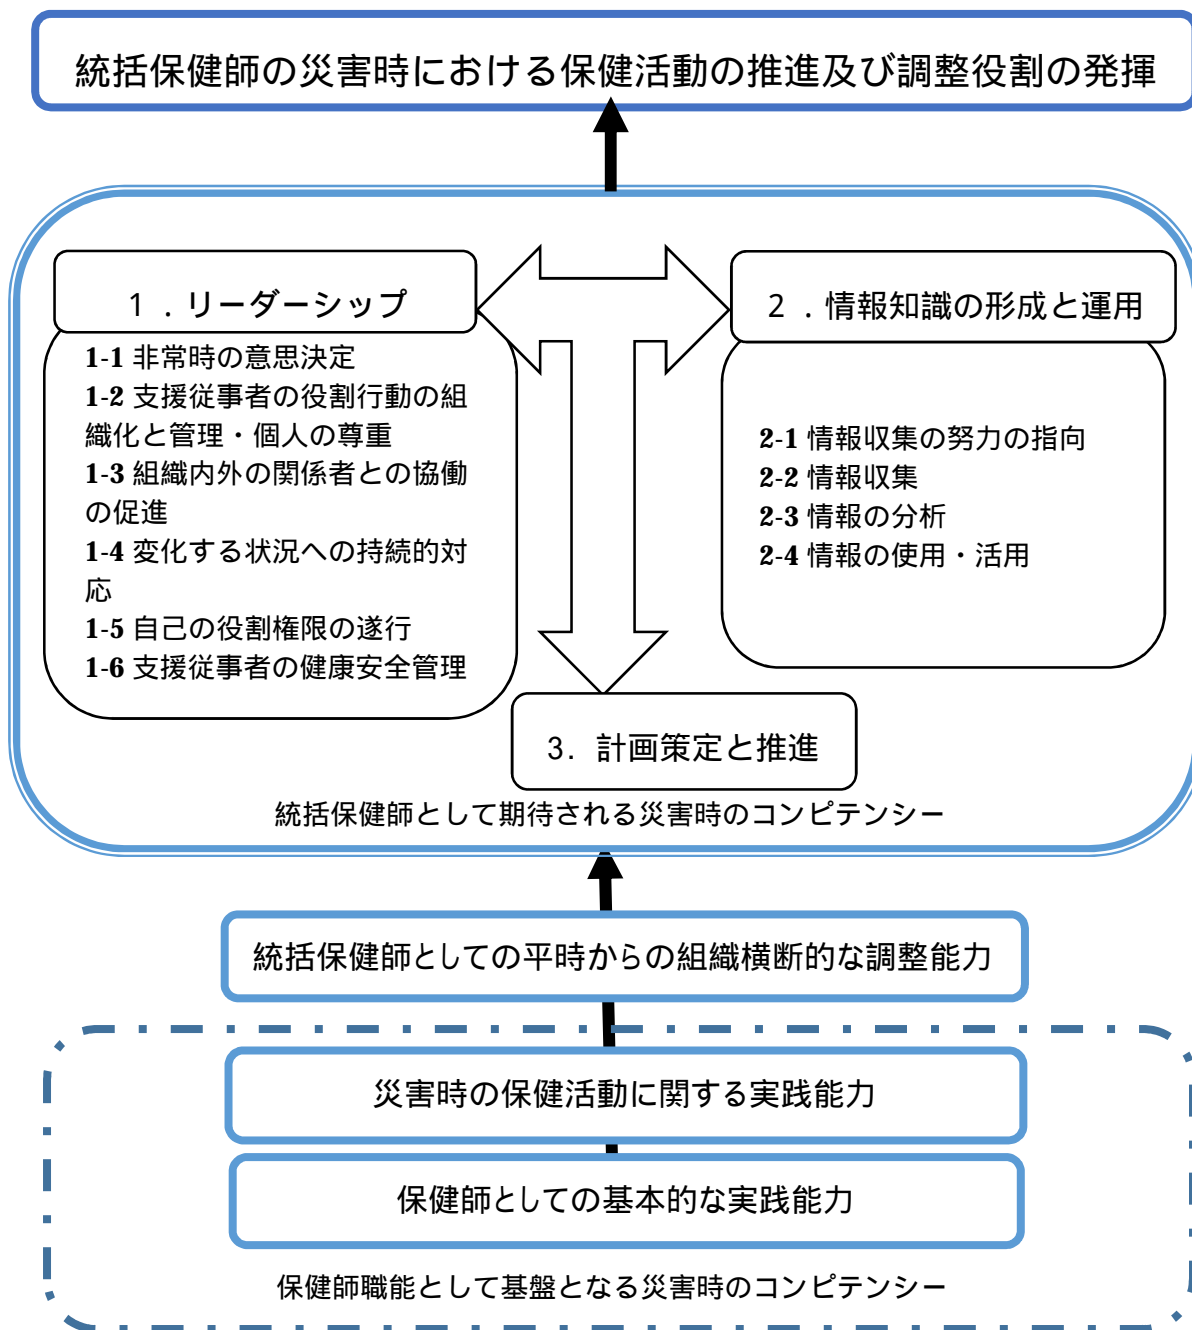 統括保健師の災害時における保健活動の推進及び調整役割の発揮
1．リーダーシップ
1-1 非常時の意思決定
1-2 支援従事者の役割行動の組
織化と管理・個人の尊重
1-3 組織内外の関係者との協働
の促進
1-4 変化する状況への持続的対
応
1-5 自己の役割権限の遂行
1-6 支援従事者の健康安全管理
2．情報知識の形成と運用
2-1 情報収集の努力の指向
2-2 情報収集
2-3 情報の分析
2-4 情報の使用・活用
3. 計画策定と推進
統括保健師として期待される災害時のコンピテンシー
統括保健師としての平時からの組織横断的な調整能力
災害時の保健活動に関する実践能力
保健師としての基本的な実践能力
保健師職能として基盤となる災害時のコンピテンシー